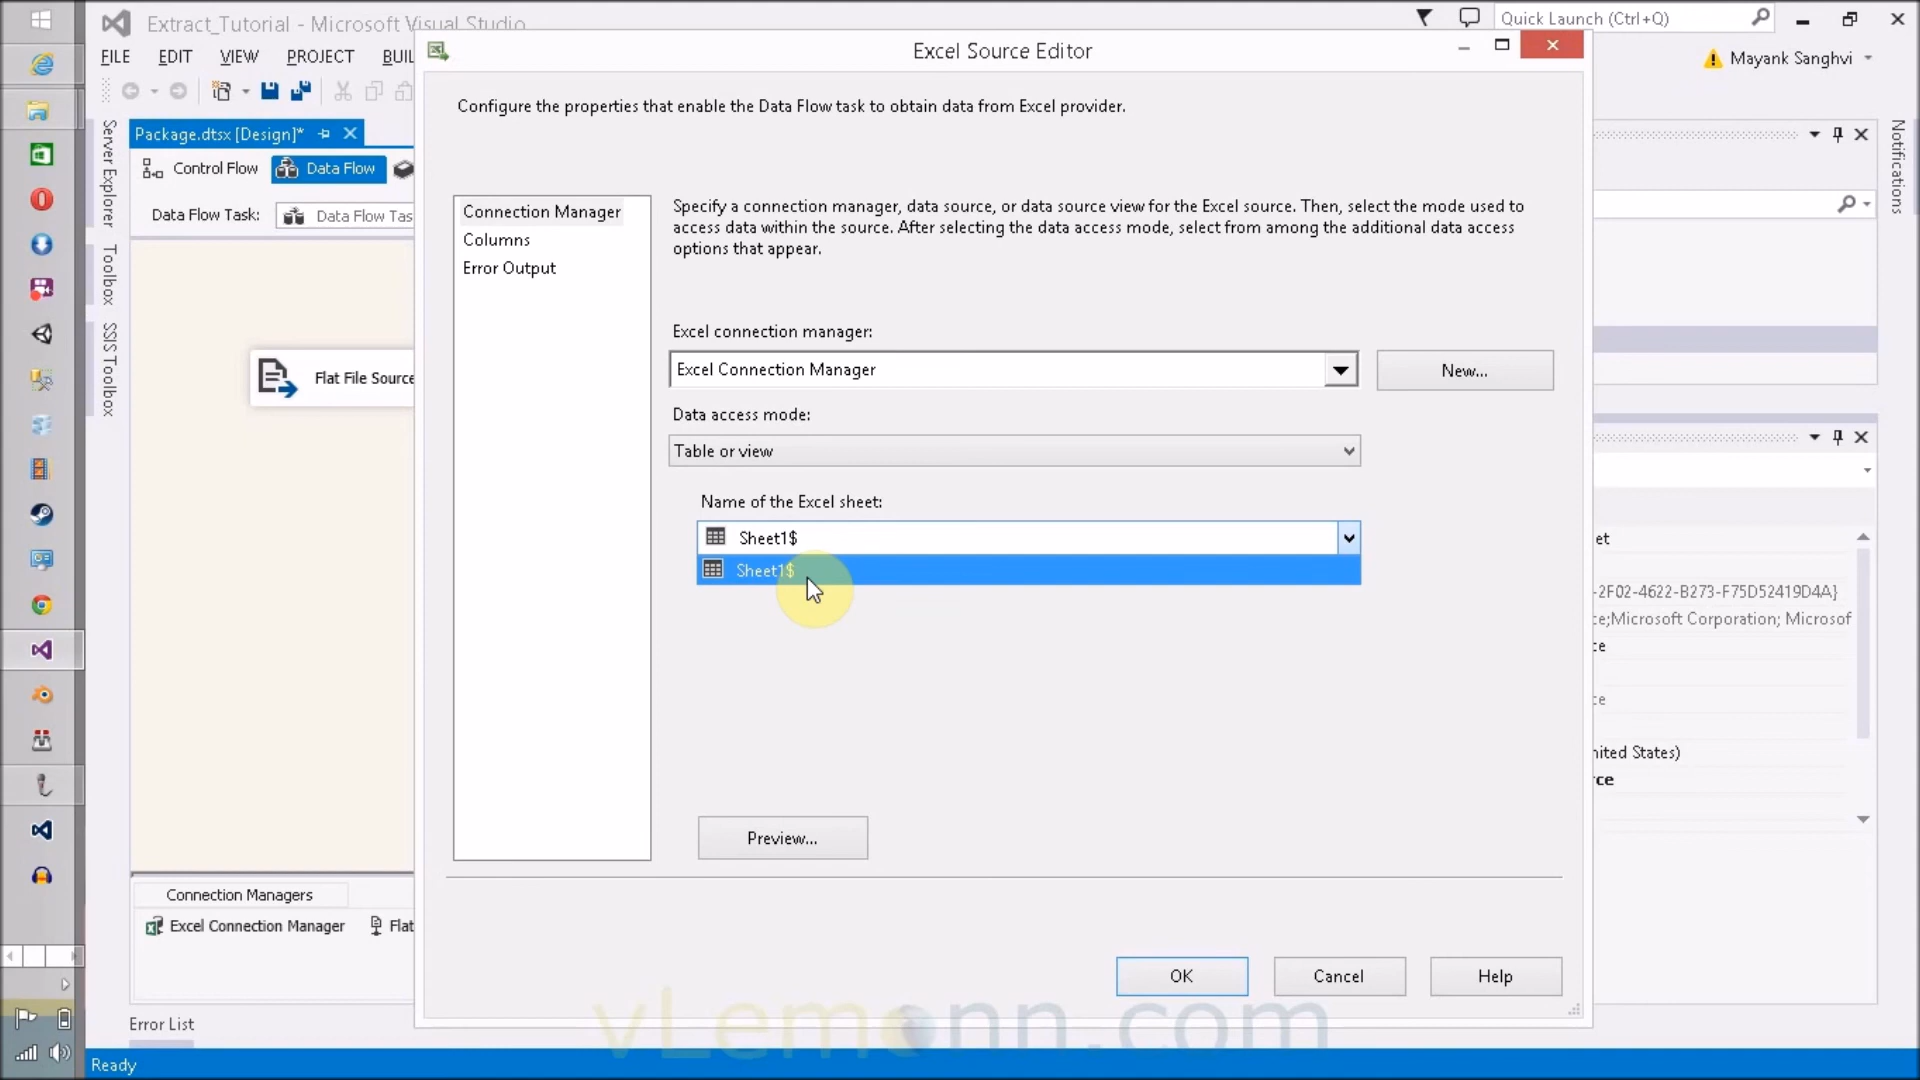 Extract_Tutorial - Microsoft Visual Studio
Quick Launch (Ctrl+Q)
FILE EDIT VIEW PROJECT BUIL
Excel Source Editor
Mayank Sanghvi
Configure the properties that enable the Data Flow task to obtain data from Excel provider.
Package.dtsx [Design]*
Control Flow
Data Flow
Data Flow Task:
Data Flow Tas
Server Explorer
Toolbox
SSIS Toolbox
Notifications
Connection Manager
Columns
Error Output
Specify a connection manager, data source, or data source view for the Excel source. Then, select the mode used to
access data within the source. After selecting the data access mode, select from among the additional data access
options that appear.
Excel connection manager:
Excel Connection Manager
New...
Data access mode:
Table or view
Name of the Excel sheet:
Sheet1$
Sheet1$
Flat File Source
et
-2F02-4622-B273-F75D52419D4A}
ce;Microsoft Corporation; Microsof
ce
ce
nited States)
rce
Preview...
Connection Managers
Excel Connection Manager
Flat
OK
Cancel
Help
vLemonn.com
Error List
Ready